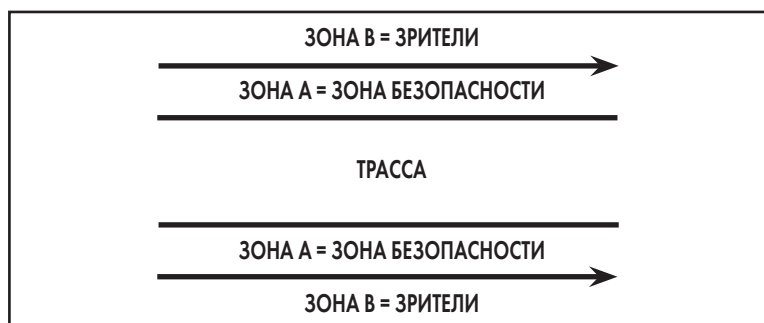 ЗОНА В = ЗРИТЕЛИ
ЗОНА А = ЗОНА БЕЗОПАСНОСТИ
ТРАССА
ЗОНА А = ЗОНА БЕЗОПАСНОСТИ
ЗОНА В = ЗРИТЕЛИ